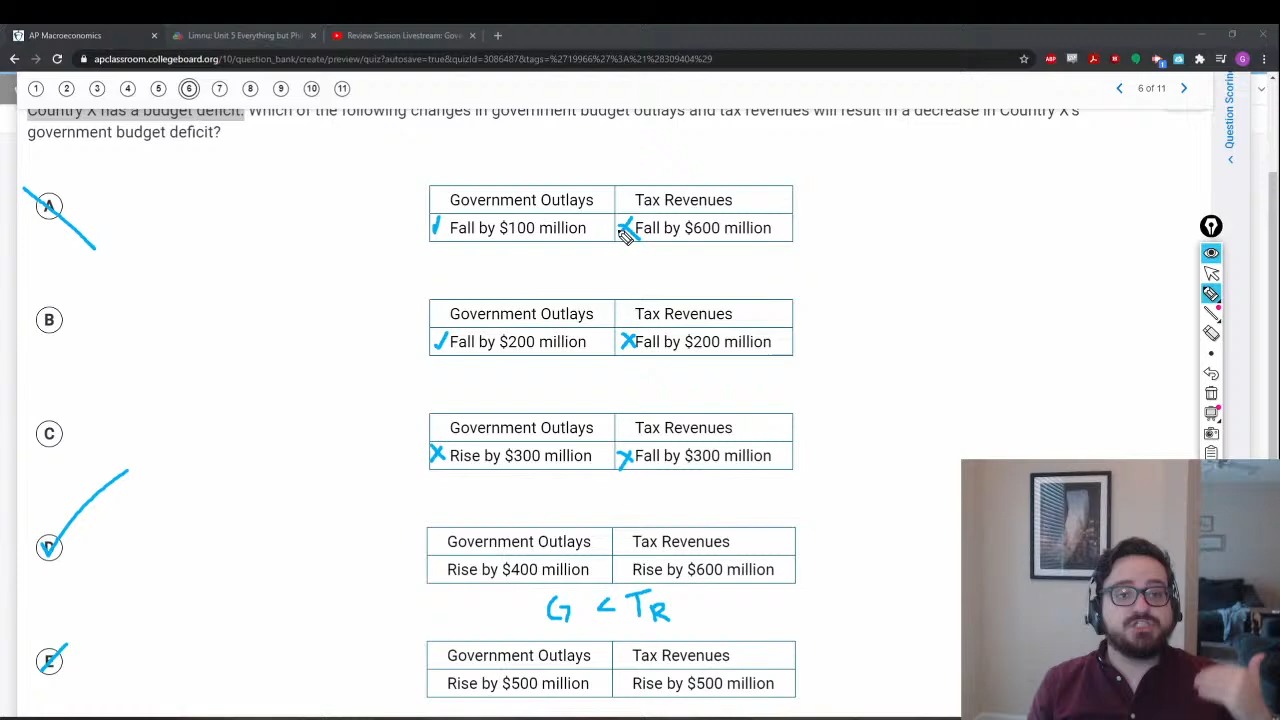 AP Macroeconomics
Limnu: Unit 5 Everything but Ph
Review Session Livestream: Gove
apclassroom.collegeboard.org/10/question_bank/create/preview/quiz?autosave=true&quizId=3086487&tags=%2719966%27%3A%21%28309404%29
ABP
G
1 2 3 4 5 6 7 8 9 10 11
6 of 11
Question Scorin
Country X has a budget deficit. Which of the following changes in government budget outlays and tax revenues will result in a decrease in Country X's
government budget deficit?
A
Government Outlays Tax Revenues
Fall by $100 million Fall by $600 million
B
Government Outlays Tax Revenues
Fall by $200 million Fall by $200 million
C
Government Outlays Tax Revenues
Rise by $300 million Fall by $300 million
D
Government Outlays Tax Revenues
Rise by $400 million Rise by $600 million
G < TR
E
Government Outlays Tax Revenues
Rise by $500 million Rise by $500 million